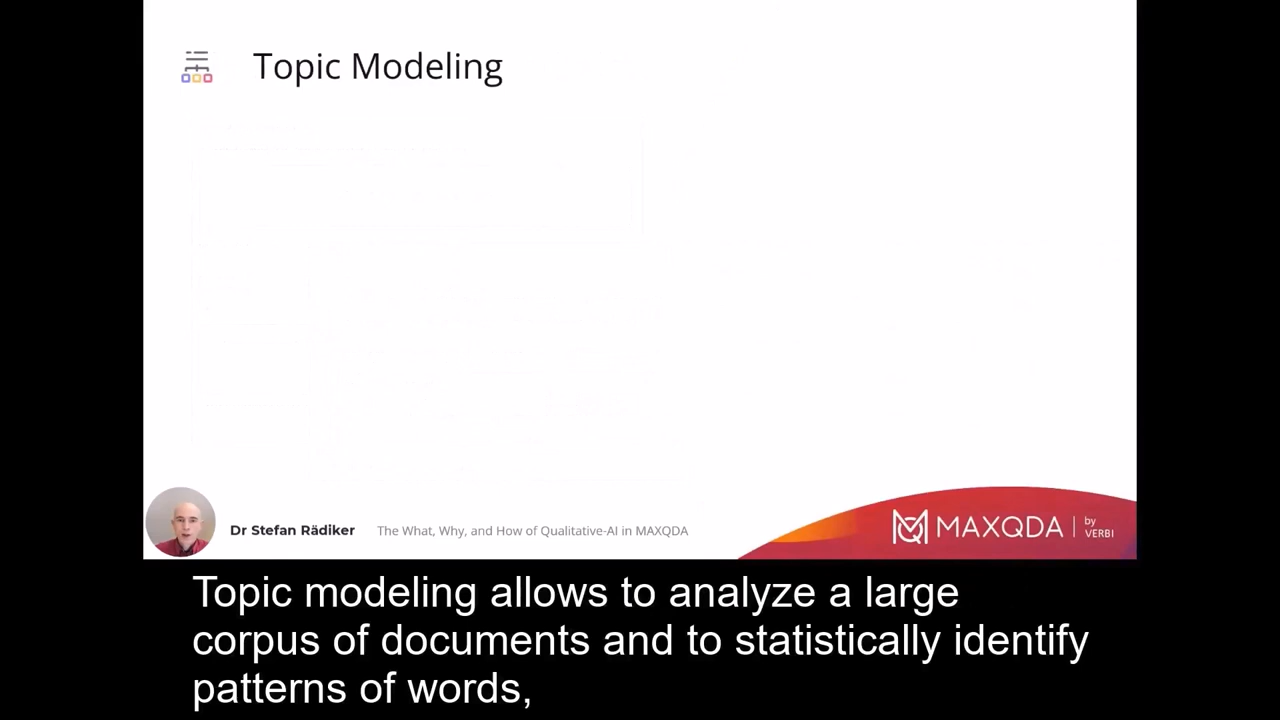 Topic Modeling
Dr Stefan Rädiker The What, Why, and How of Qualitative-AI in MAXQDA
MAXQDA by VERBI
Topic modeling allows to analyze a large
corpus of documents and to statistically identify
patterns of words,